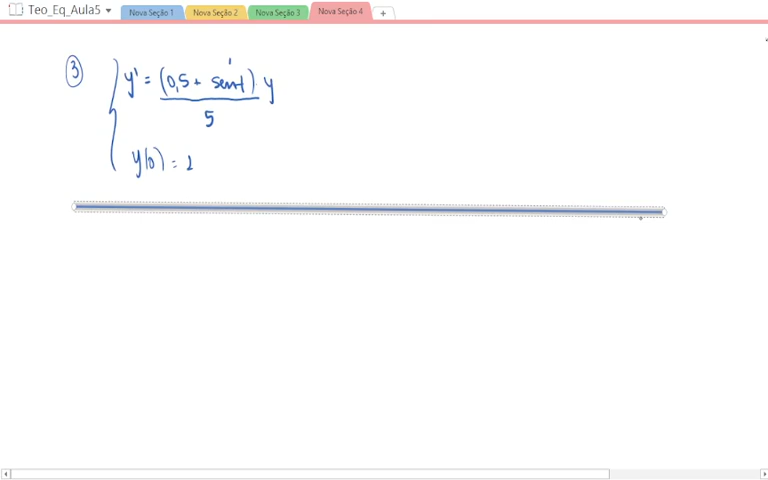 Teo_Eq_Aula5 Nova Seção 1 Nova Seção 2 Nova Seção 3 Nova Seção 4 +
3
y' = (0,5 + sent) y
5
y(0) = 1